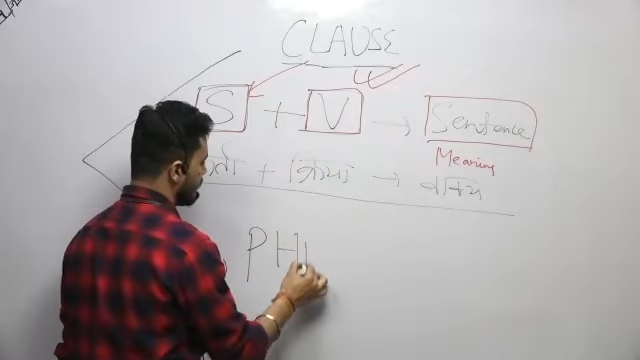 CLAUSE
S + V → Sentence
Meaning
+ क्रिया → वाक्य
PH